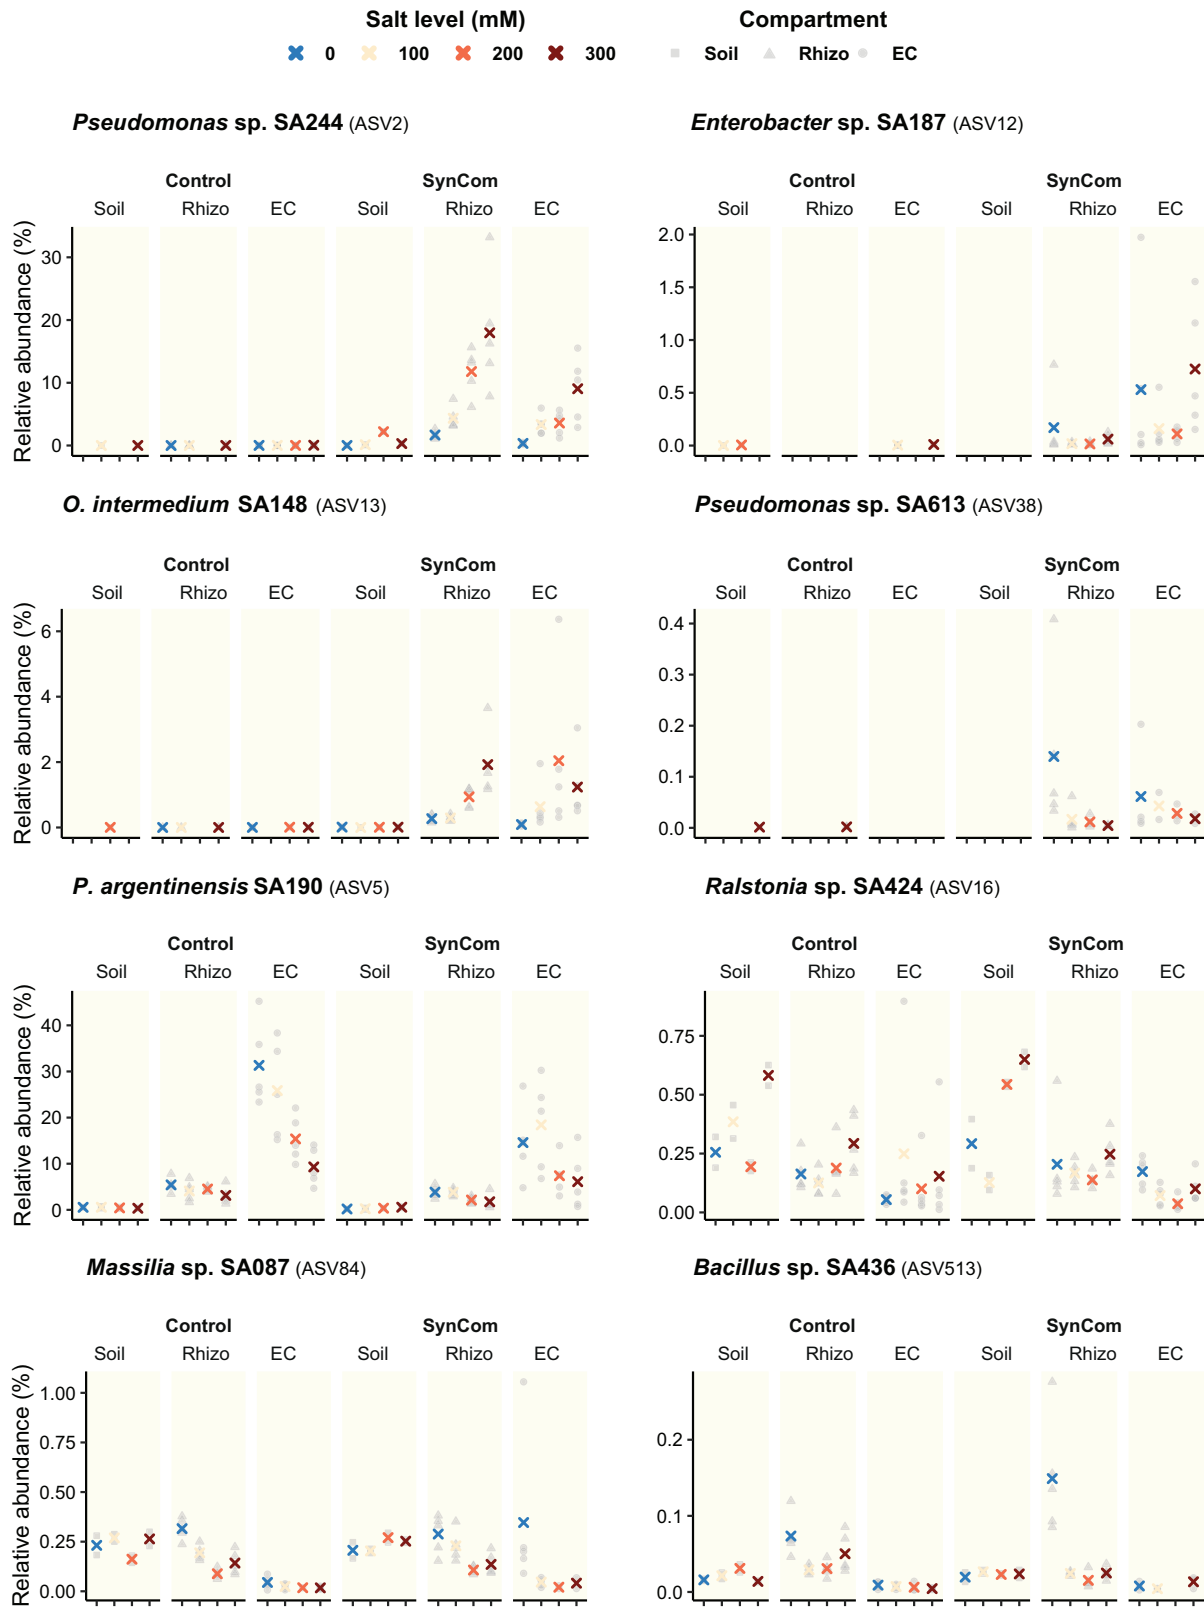 Salt level (mM) Compartment
0 100 200 300 Soil Rhizo EC
Pseudomonas sp. SA244 (ASV2)
Control SynCom
Soil Rhizo EC Soil Rhizo EC
Relative abundance (%)
30
20
10
0
Enterobacter sp. SA187 (ASV12)
Control SynCom
Soil Rhizo EC Soil Rhizo EC
2.0
1.5
1.0
0.5
0.0
O. intermedium SA148 (ASV13)
Control SynCom
Soil Rhizo EC Soil Rhizo EC
Relative abundance (%)
6
4
2
0
Pseudomonas sp. SA613 (ASV38)
Control SynCom
Soil Rhizo EC Soil Rhizo EC
0.4
0.3
0.2
0.1
0.0
P. argentinensis SA190 (ASV5)
Control SynCom
Soil Rhizo EC Soil Rhizo EC
Relative abundance (%)
40
30
20
10
0
Ralstonia sp. SA424 (ASV16)
Control SynCom
Soil Rhizo EC Soil Rhizo EC
0.75
0.50
0.25
0.00
Massilia sp. SA087 (ASV84)
Control SynCom
Soil Rhizo EC Soil Rhizo EC
Relative abundance (%)
1.00
0.75
0.50
0.25
0.00
Bacillus sp. SA436 (ASV513)
Control SynCom
Soil Rhizo EC Soil Rhizo EC
0.2
0.1
0.0